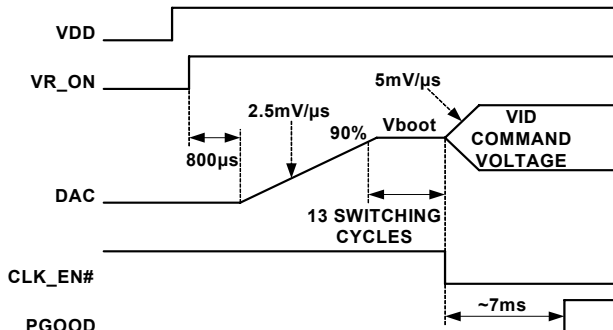 VDD
VR_ON
5mV/µs
2.5mV/µs
90%
Vboot
VID
COMMAND
VOLTAGE
800µs
DAC
13 SWITCHING
CYCLES
CLK_EN#
~7ms
PGOOD